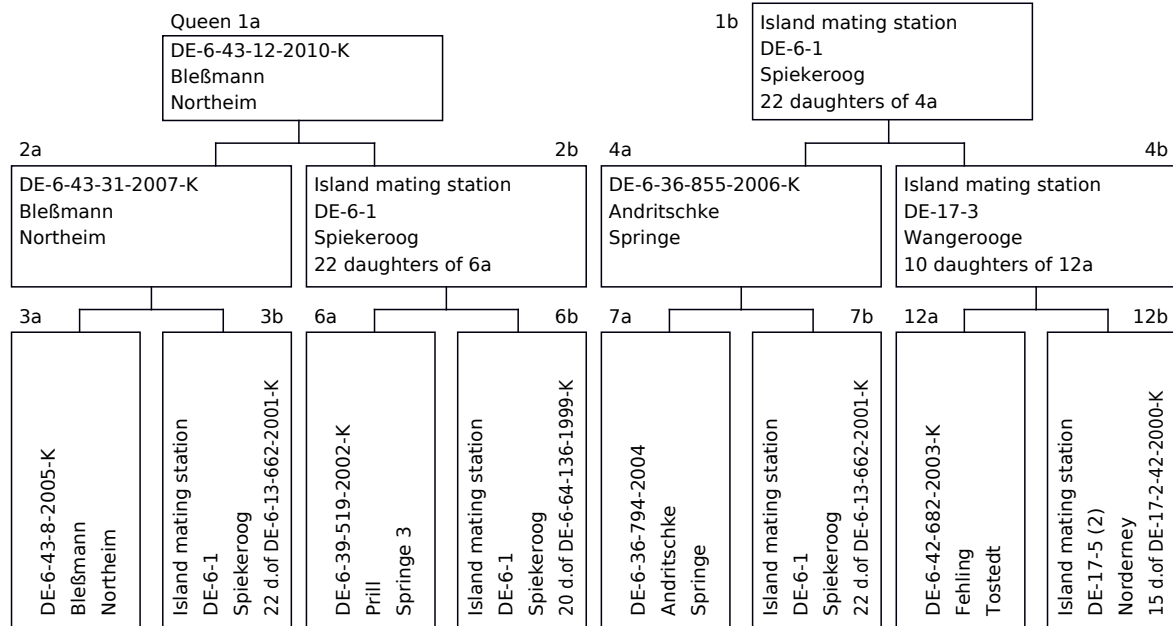 Queen 1a
DE-6-43-12-2010-K
Bleßmann
Northeim
1b
Island mating station
DE-6-1
Spiekeroog
22 daughters of 4a
2a
DE-6-43-31-2007-K
Bleßmann
Northeim
2b
Island mating station
DE-6-1
Spiekeroog
22 daughters of 6a
4a
DE-6-36-855-2006-K
Andritschke
Springe
4b
Island mating station
DE-17-3
Wangerooge
10 daughters of 12a
3a
DE-6-43-8-2005-K
Bleßmann
Northeim
3b
Island mating station
DE-6-1
Spiekeroog
22 d.of DE-6-13-662-2001-K
6a
DE-6-39-519-2002-K
Prill
Springe 3
6b
Island mating station
DE-6-1
Spiekeroog
20 d.of DE-6-64-136-1999-K
7a
DE-6-36-794-2004
Andritschke
Springe
7b
Island mating station
DE-6-1
Spiekeroog
22 d.of DE-6-13-662-2001-K
12a
DE-6-42-682-2003-K
Fehling
Tostedt
12b
Island mating station
DE-17-5 (2)
Norderney
15 d.of DE-17-2-42-2000-K